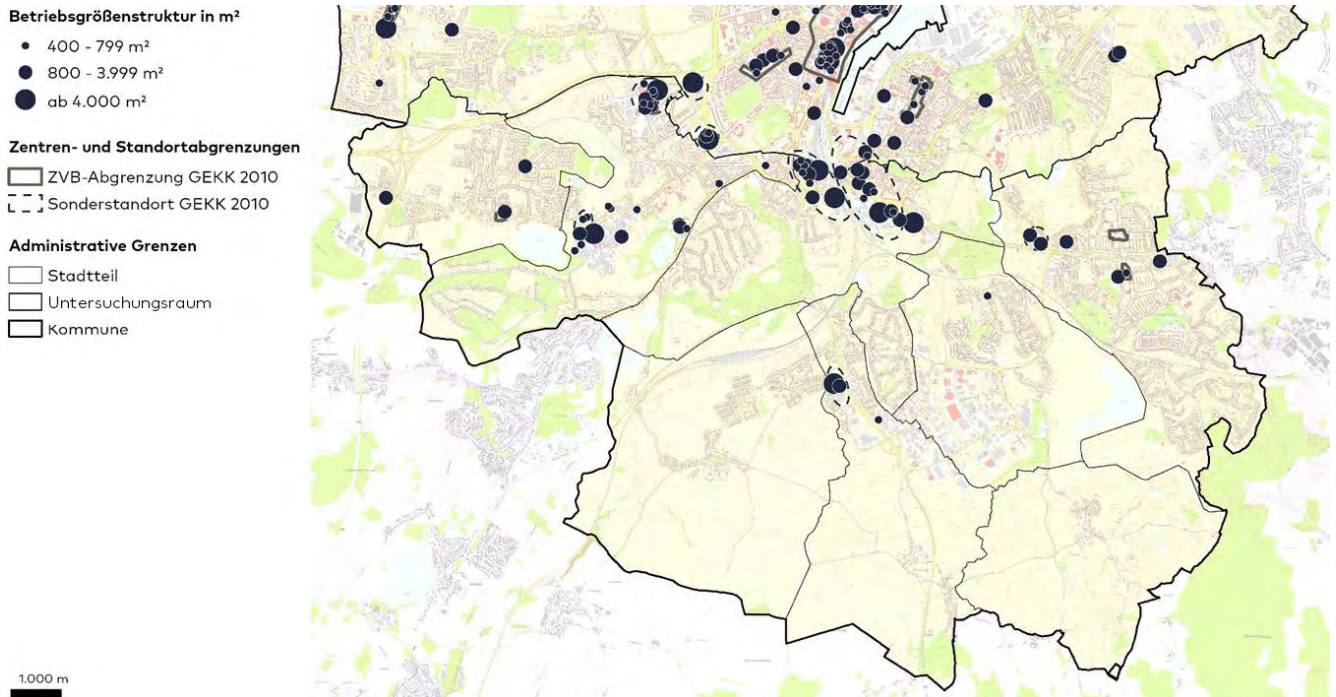 Betriebsgrößenstruktur in m²
400 - 799 m²
800 - 3.999 m²
ab 4.000 m²
Zentren- und Standortabgrenzungen
ZVB-Abgrenzung GEKK 2010
Sonderstandort GEKK 2010
Administrative Grenzen
Stadtteil
Untersuchungsraum
Kommune
1.000 m